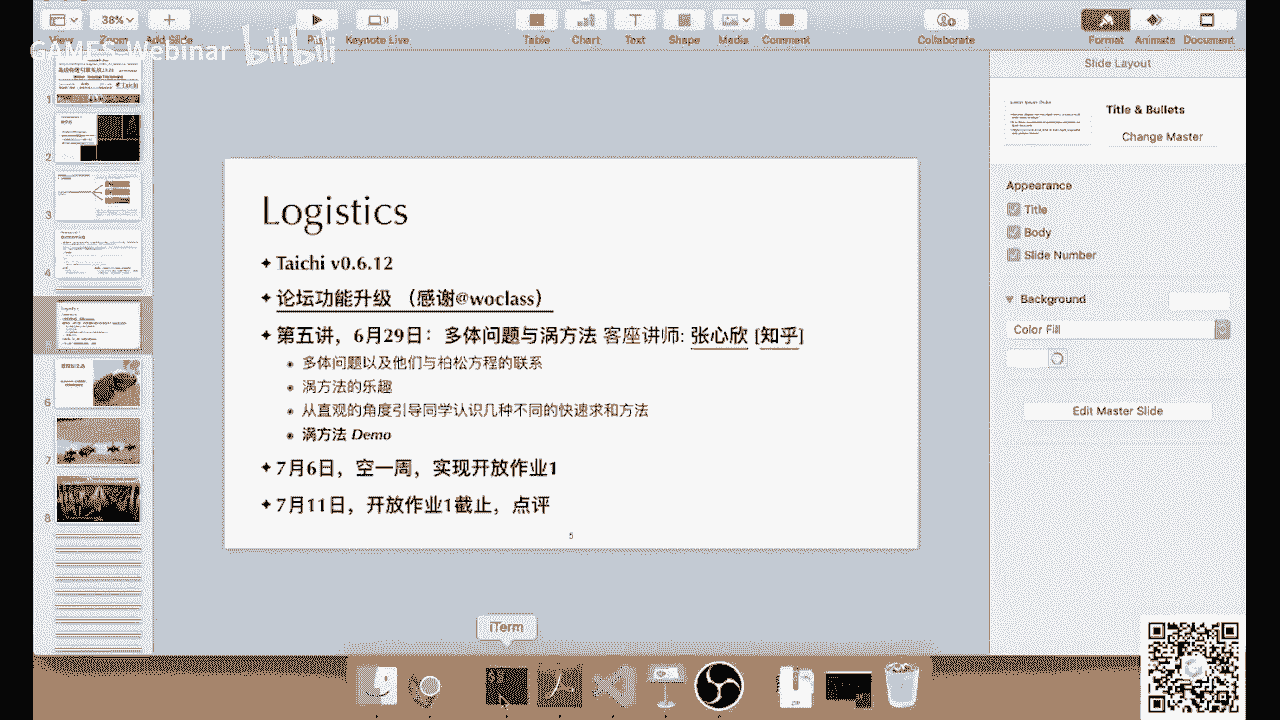 38%
View
Zoom
Add Slide
Play
Keynote Live
Table
Chart
Text
Shape
Media
Comment
Collaborate
Format
Animate
Document
GAMES-Webinar bilibili
Slide Layout
Title & Bullets
Change Master
Appearance
Title
Body
Slide Number
Background
Color Fill
Edit Master Slide
1
2
3
4
6
7
8
Logistics
Taichi v0.6.12
论坛功能升级 （感谢@woclass）
第五讲，6月29日：多体问题与涡方法 客座讲师: 张心欣 [知乎]
多体问题以及他们与柏松方程的联系
涡方法的乐趣
从直观的角度引导同学认识几种不同的快速求和方法
涡方法 Demo
7月6日，空一周，实现开放作业1
7月11日，开放作业1截止，点评
5
iTerm